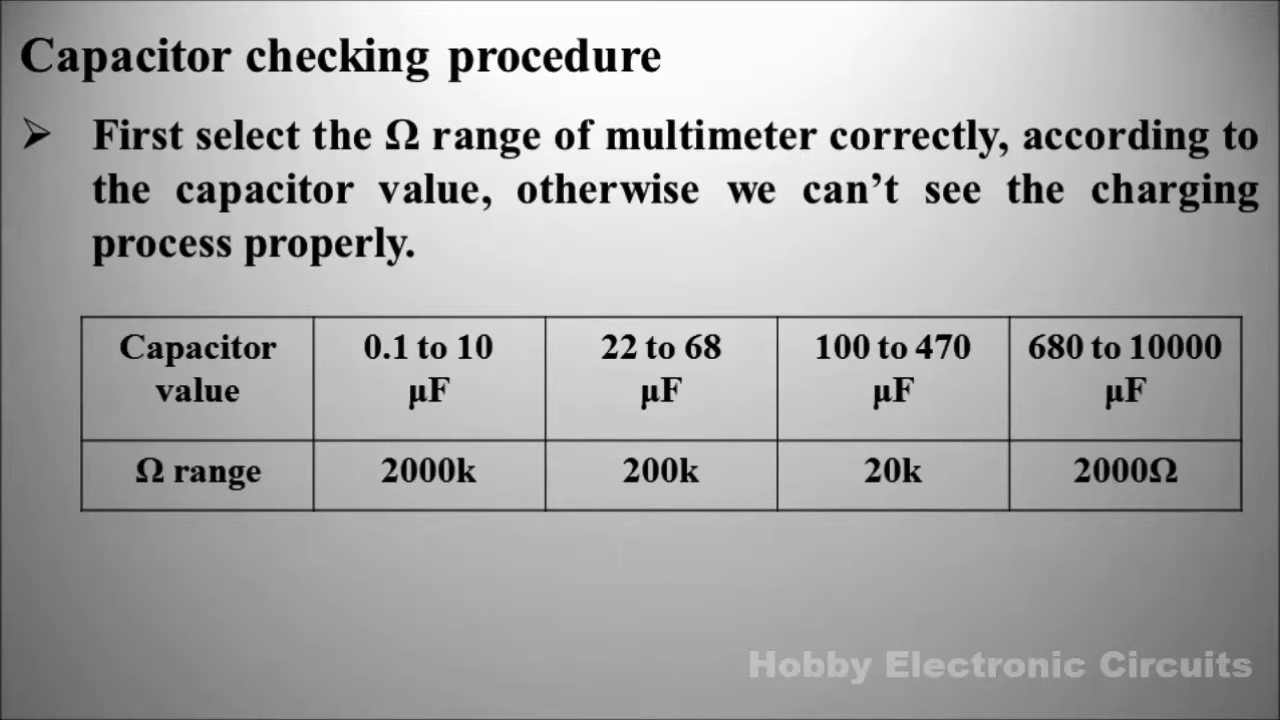 Capacitor checking procedure
➢ First select the Ω range of multimeter correctly, according to
the capacitor value, otherwise we can’t see the charging
process properly.
Capacitor value 0.1 to 10 µF 22 to 68 µF 100 to 470 µF 680 to 10000 µF
Ω range 2000k 200k 20k 2000Ω
Hobby Electronic Circuits